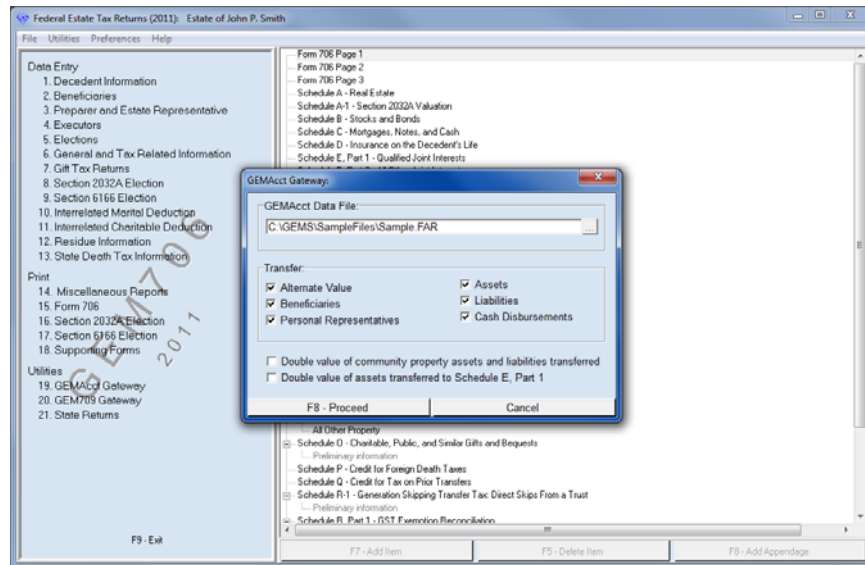 Federal Estate Tax Returns (2011): Estate of John P. Smith
File Utilities Preferences Help
Data Entry
1. Decedent Information
2. Beneficiaries
3. Preparer and Estate Representative
4. Executors
5. Elections
6. General and Tax Related Information
7. Gift Tax Returns
8. Section 2032A Election
9. Section 6166 Election
10. Interrelated Marital Deduction
11. Interrelated Charitable Deduction
12. Residue Information
13. State Death Tax Information
Print
14. Miscellaneous Reports
15. Form 706
16. Section 2032A Election
17. Section 6166 Election
18. Supporting Forms
Utilities
19. GEMAcct Gateway
20. GEM709 Gateway
21. State Returns
GEM706
2011
F9 - Exit
Form 706 Page 1
Form 706 Page 2
Form 706 Page 3
Schedule A - Real Estate
Schedule A-1 - Section 2032A Valuation
Schedule B - Stocks and Bonds
Schedule C - Mortgages, Notes, and Cash
Schedule D - Insurance on the Decedent's Life
Schedule E, Part 1 - Qualified Joint Interests
GEMAcct Gateway:
GEMAcct Data File:
C:\GEMS\SampleFiles\Sample.FAR
...
Transfer:
Alternate Value
Beneficiaries
Personal Representatives
Assets
Liabilities
Cash Disbursements
Double value of community property assets and liabilities transferred
Double value of assets transferred to Schedule E, Part 1
F8 - Proceed
Cancel
All Other Property
Schedule O - Charitable, Public, and Similar Gifts and Bequests
Preliminary information
Schedule P - Credit for Foreign Death Taxes
Schedule Q - Credit for Tax on Prior Transfers
Schedule R-1 - Generation Skipping Transfer Tax: Direct Skips From a Trust
Preliminary information
Schedule R, Part 1 - GST Exemption Reconciliation
F7 - Add Item
F5 - Delete Item
F8 - Add Appendage